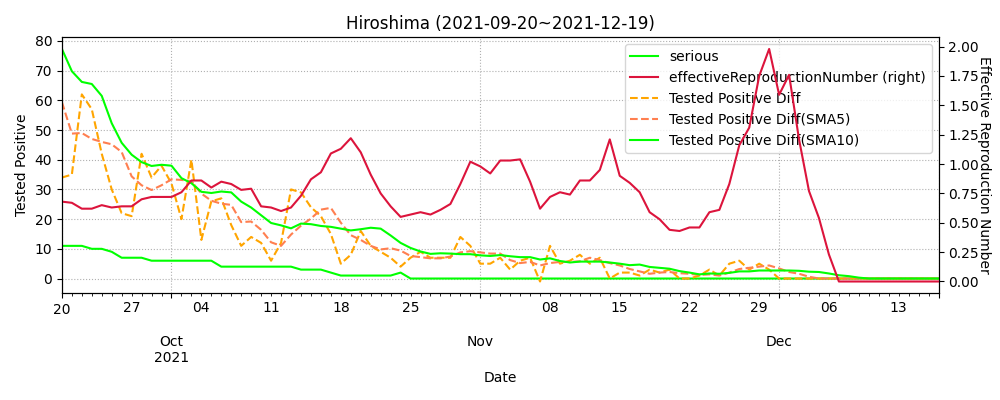 Hiroshima (2021-09-20~2021-12-19)
serious
effectiveReproductionNumber (right)
Tested Positive Diff
Tested Positive Diff(SMA5)
Tested Positive Diff(SMA10)
Tested Positive
80
70
60
50
40
30
20
10
0
2.00
1.75
1.50
1.25
1.00
0.75
0.50
0.25
0.00
Effective Reproduction Number
20 27 04 11 18 25 08 15 22 29 06 13
Oct Nov Dec
2021
Date